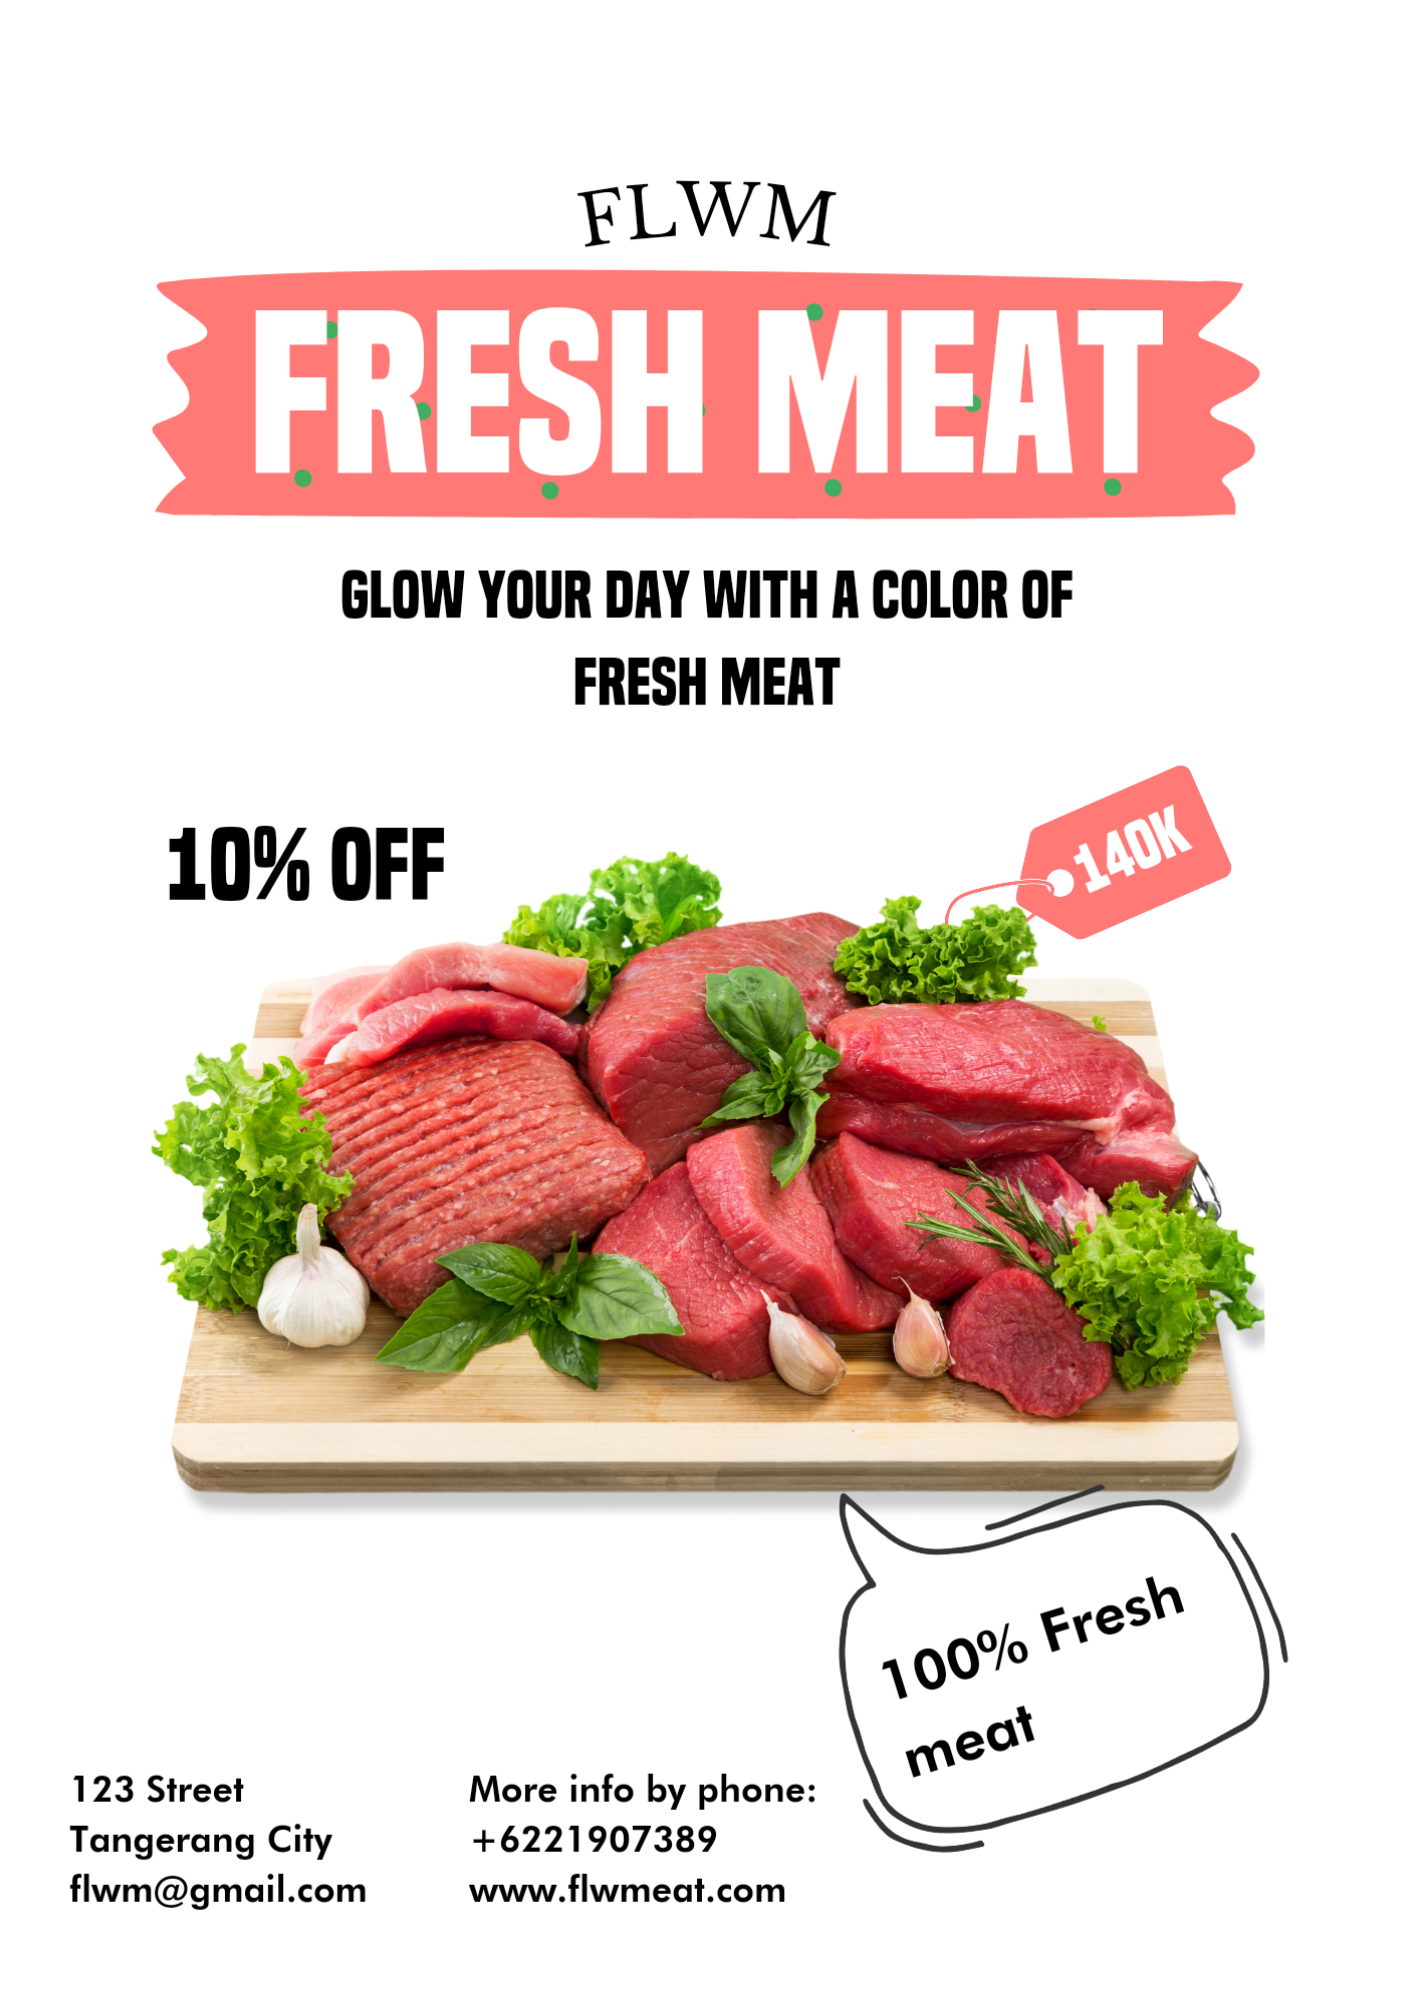 FLWM
FRESH MEAT
GLOW YOUR DAY WITH A COLOR OF
FRESH MEAT
10% OFF
140K
100% Fresh
meat
123 Street
Tangerang City
flwm@gmail.com
More info by phone:
+6221907389
www.flwmeat.com